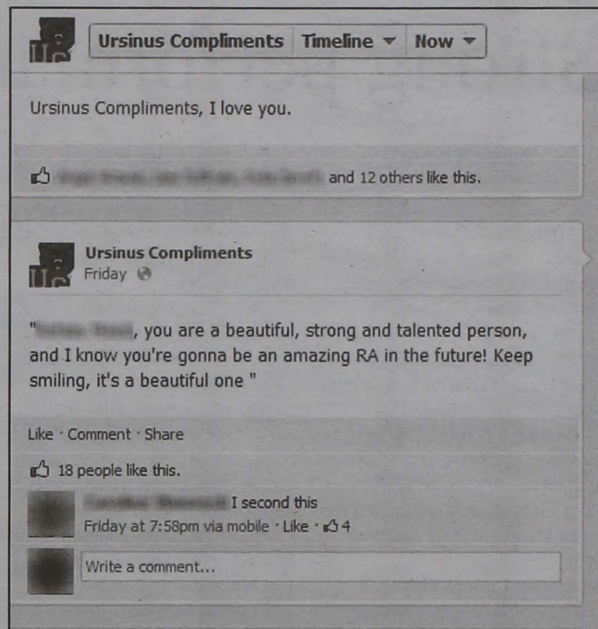 Ursinus Compliments Timeline Now
Ursinus Compliments, I love you.
and 12 others like this.
Ursinus Compliments
Friday
", you are a beautiful, strong and talented person,
and I know you're gonna be an amazing RA in the future! Keep
smiling, it's a beautiful one "
Like · Comment · Share
18 people like this.
I second this
Friday at 7:58pm via mobile · Like · 4
Write a comment...